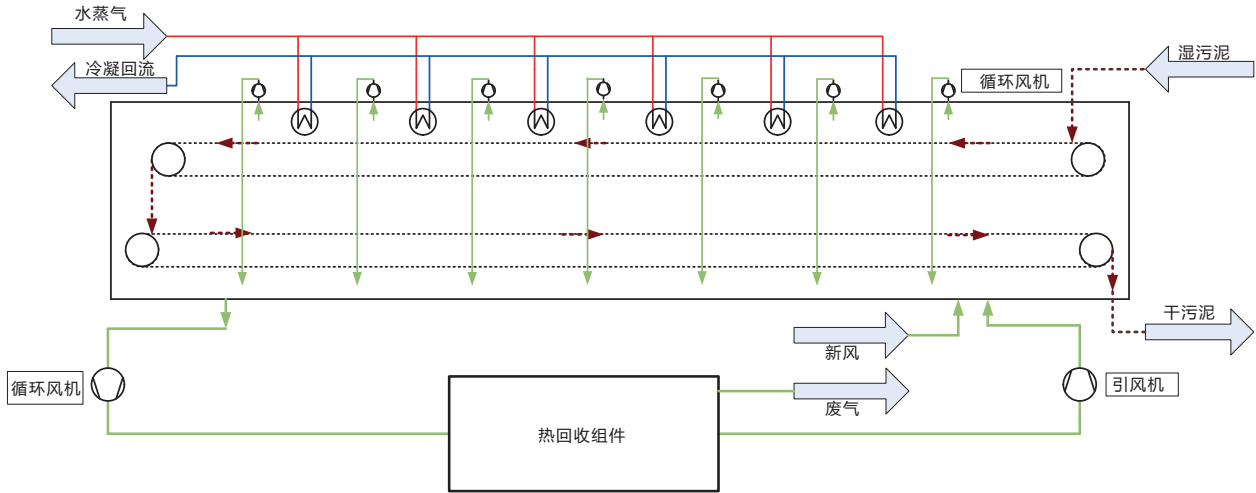 水蒸气
冷凝回流
湿污泥
循环风机
干污泥
新风
循环风机
引风机
废气
热回收组件